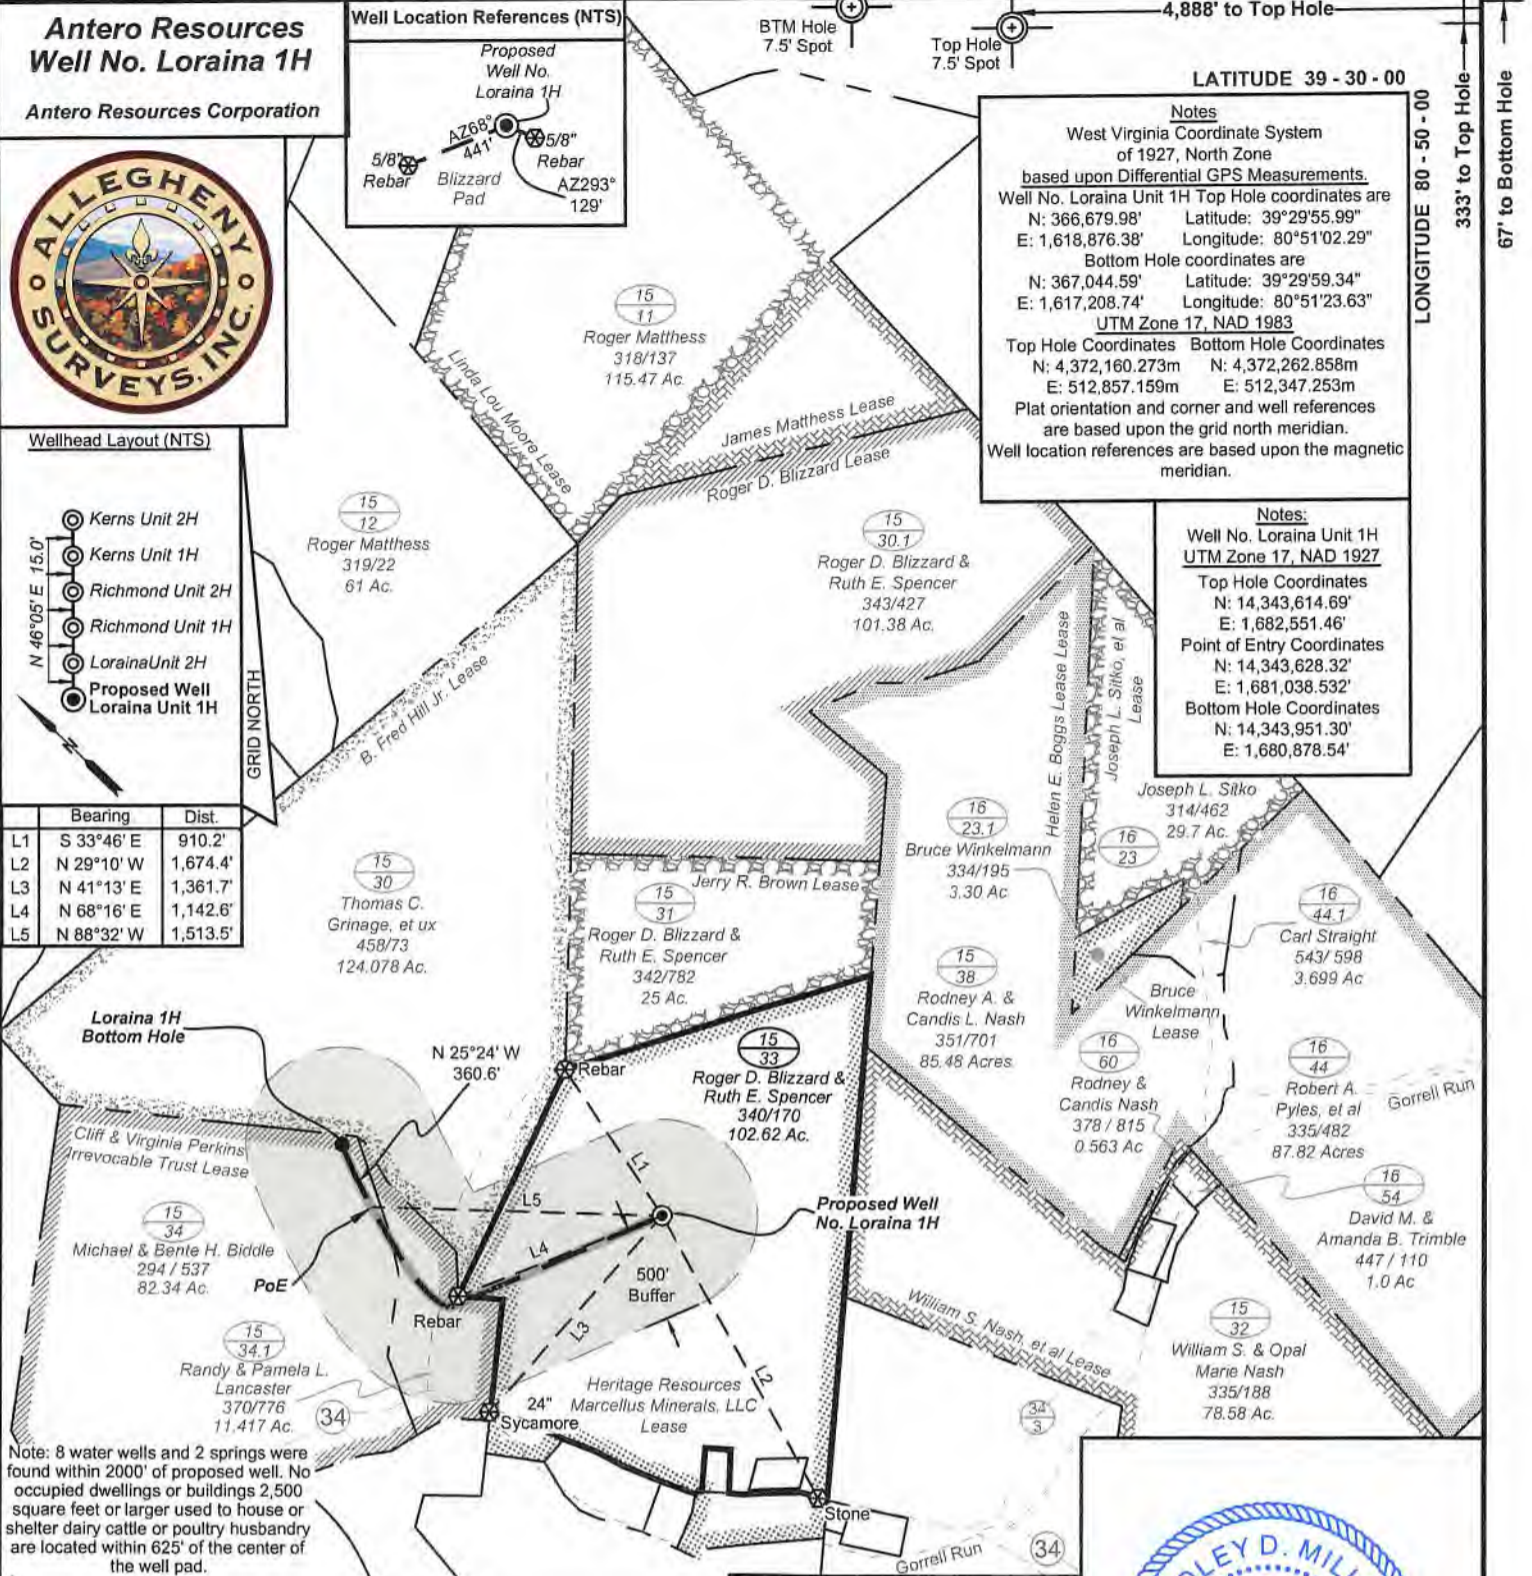 Antero Resources
Well No. Loraina 1H
Antero Resources Corporation
ALLEGHENY
SURVEYS, INC.
Well Location References (NTS)
Proposed
Well No.
Loraina 1H
AZ68°
441'
5/8"
Rebar
5/8"
Rebar
Blizzard
Pad
AZ293°
129'
BTM Hole
7.5' Spot
Top Hole
7.5' Spot
4,888' to Top Hole
LATITUDE 39 - 30 - 00
LONGITUDE 80 - 50 - 00
333' to Top Hole
67' to Bottom Hole
Notes
West Virginia Coordinate System
of 1927, North Zone
based upon Differential GPS Measurements.
Well No. Loraina Unit 1H Top Hole coordinates are
N: 366,679.98' Latitude: 39°29'55.99"
E: 1,618,876.38' Longitude: 80°51'02.29"
Bottom Hole coordinates are
N: 367,044.59' Latitude: 39°29'59.34"
E: 1,617,208.74' Longitude: 80°51'23.63"
UTM Zone 17, NAD 1983
Top Hole Coordinates Bottom Hole Coordinates
N: 4,372,160.273m N: 4,372,262.858m
E: 512,857.159m E: 512,347.253m
Plat orientation and corner and well references
are based upon the grid north meridian.
Well location references are based upon the magnetic
meridian.
Notes:
Well No. Loraina Unit 1H
UTM Zone 17, NAD 1927
Top Hole Coordinates
N: 14,343,614.69'
E: 1,682,551.46'
Point of Entry Coordinates
N: 14,343,628.32'
E: 1,681,038.532'
Bottom Hole Coordinates
N: 14,343,951.30'
E: 1,680,878.54'
Wellhead Layout (NTS)
Kerns Unit 2H
Kerns Unit 1H
Richmond Unit 2H
Richmond Unit 1H
LorainaUnit 2H
Proposed Well
Loraina Unit 1H
N 46°05' E 15.0'
N
GRID NORTH
Bearing Dist.
L1 S 33°46' E 910.2'
L2 N 29°10' W 1,674.4'
L3 N 41°13' E 1,361.7'
L4 N 68°16' E 1,142.6'
L5 N 88°32' W 1,513.5'
15
11
Roger Matthess
318/137
115.47 Ac.
Linda Lou Moore Lease
James Matthess Lease
Roger D. Blizzard Lease
15
12
Roger Matthess
319/22
61 Ac.
B. Fred Hill Jr. Lease
15
30.1
Roger D. Blizzard &
Ruth E. Spencer
343/427
101.38 Ac.
Helen E. Boggs Lease Lease
Joseph L. Sitko, et al
Lease
Joseph L. Sitko
314/462
29.7 Ac.
16
23
16
23.1
Bruce Winkelmann
334/195
3.30 Ac
15
30
Thomas C.
Grinage, et ux
458/73
124.078 Ac.
Jerry R. Brown Lease
15
31
Roger D. Blizzard &
Ruth E. Spencer
342/782
25 Ac.
16
44.1
Carl Straight
543/ 598
3.699 Ac
15
38
Rodney A. &
Candis L. Nash
351/701
85.48 Acres
Bruce
Winkelmann
Lease
Loraina 1H
Bottom Hole
N 25°24' W
360.6'
Rebar
15
33
Roger D. Blizzard &
Ruth E. Spencer
340/170
102.62 Ac.
16
60
Rodney &
Candis Nash
378 / 815
0.563 Ac
16
44
Robert A.
Pyles, et al
335/482
87.82 Acres
Gorrell Run
Cliff & Virginia Perkins
Irrevocable Trust Lease
L1
L5
L4
L3
L2
Proposed Well
No. Loraina 1H
16
54
David M. &
Amanda B. Trimble
447 / 110
1.0 Ac
15
34
Michael & Bente H. Biddle
294 / 537
82.34 Ac.
PoE
500'
Buffer
Rebar
William S. Nash, et al Lease
15
32
William S. & Opal
Marie Nash
335/188
78.58 Ac.
15
34.1
Randy & Pamela L.
Lancaster
370/776
11.417 Ac.
34
24"
Sycamore
Heritage Resources
Marcellus Minerals, LLC
Lease
34
3
Stone
Gorrell Run
34
Note: 8 water wells and 2 springs were
found within 2000' of proposed well. No
occupied dwellings or buildings 2,500
square feet or larger used to house or
shelter dairy cattle or poultry husbandry
are located within 625' of the center of
the well pad.
LEY D. MILL